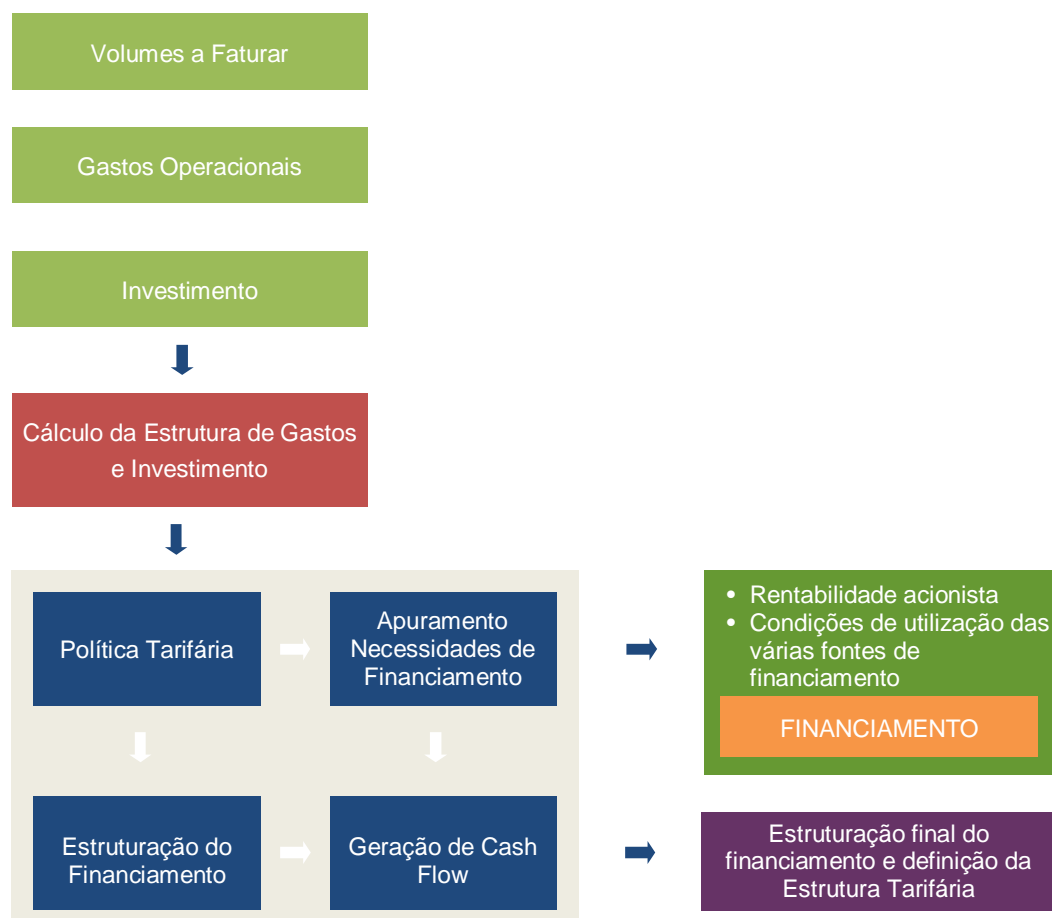 Volumes a Faturar
Gastos Operacionais
Investimento
Cálculo da Estrutura de Gastos
e Investimento
Política Tarifária
Apuramento
Necessidades de
Financiamento
• Rentabilidade acionista
• Condições de utilização das
várias fontes de
financiamento
FINANCIAMENTO
Estruturação do
Financiamento
Geração de Cash
Flow
Estruturação final do
financiamento e definição da
Estrutura Tarifária